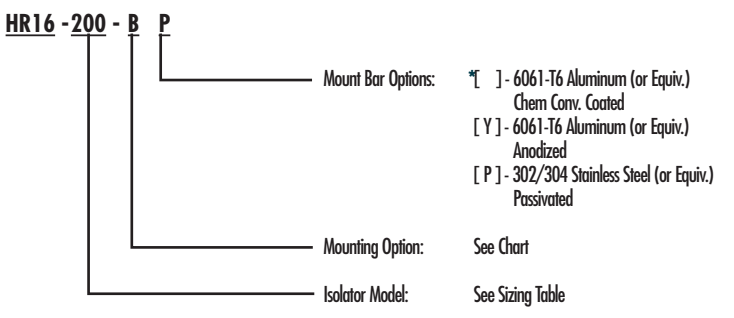 HR16 - 200 - B P
Mount Bar Options: *[ ] - 6061-T6 Aluminum (or Equiv.)
Chem Conv. Coated
[ Y ] - 6061-T6 Aluminum (or Equiv.)
Anodized
[ P ] - 302/304 Stainless Steel (or Equiv.)
Passivated
Mounting Option: See Chart
Isolator Model: See Sizing Table